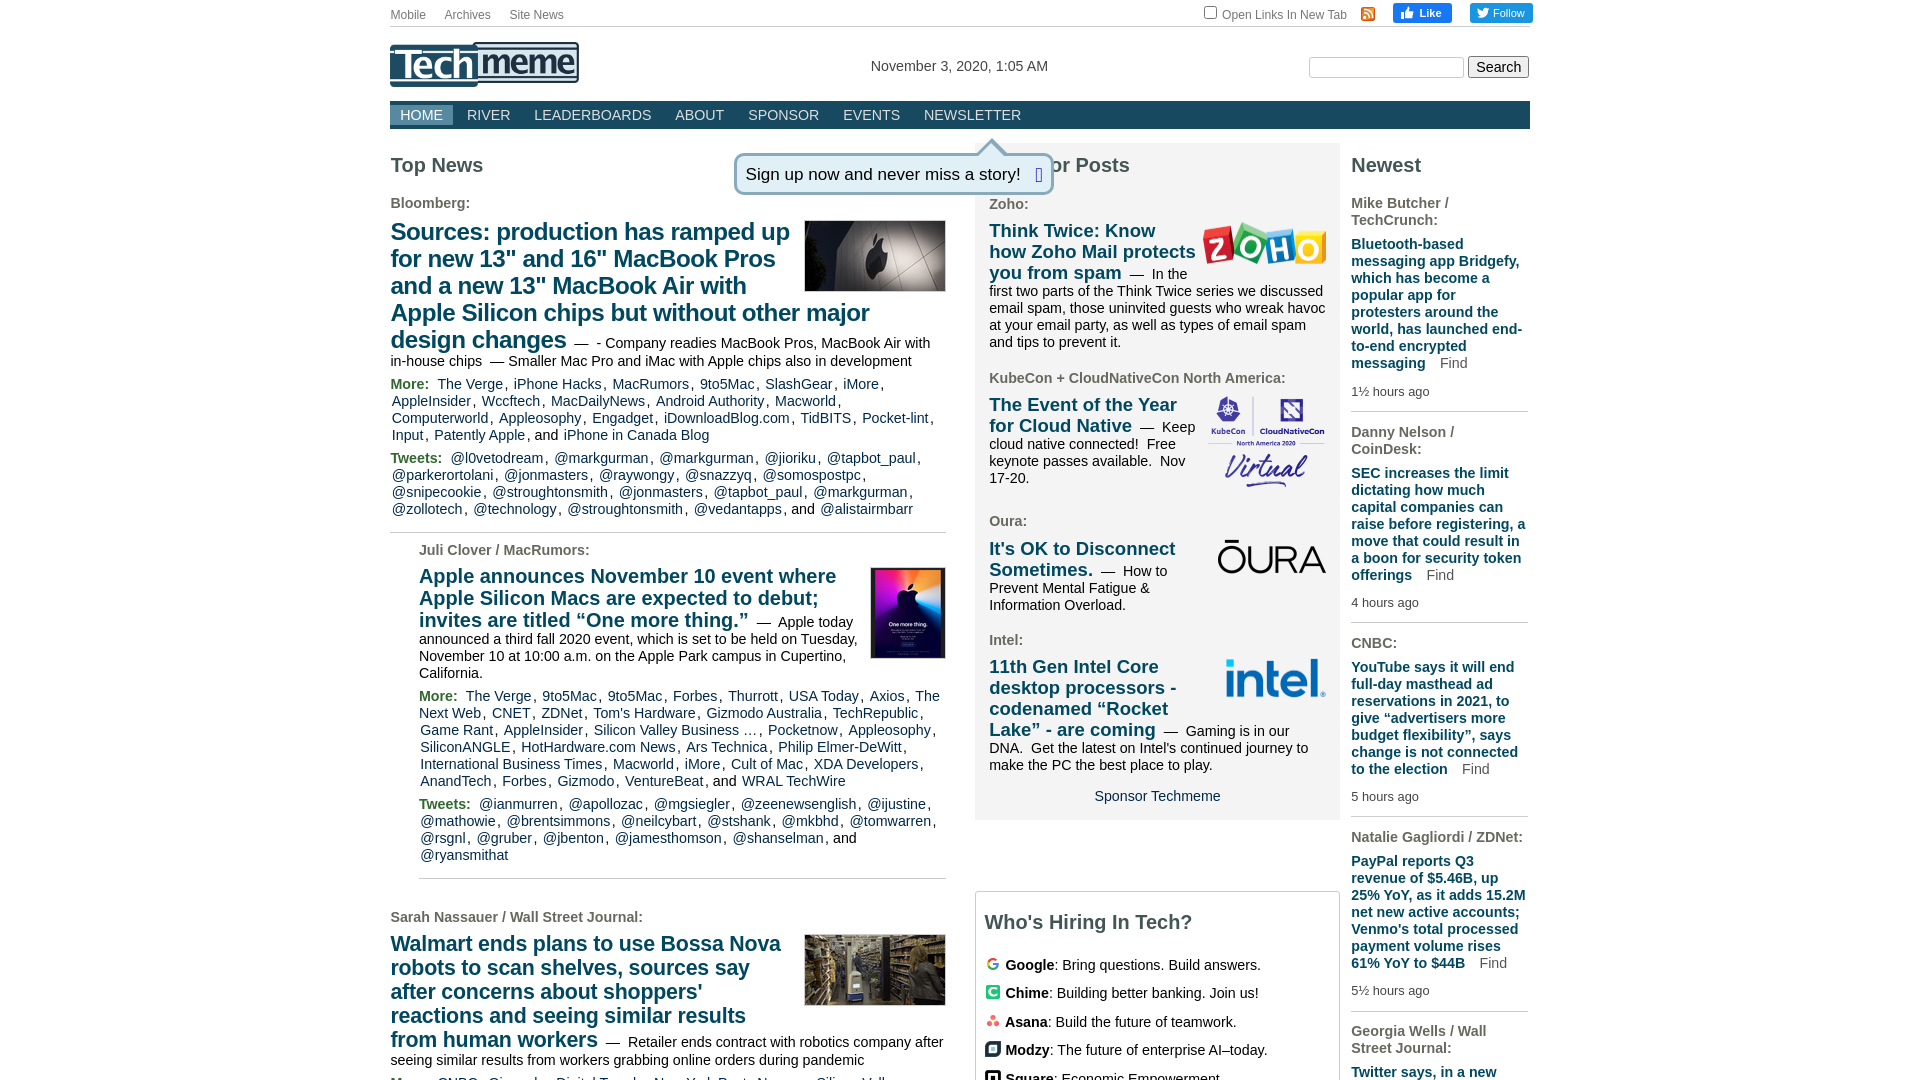 Mobile Archives Site News
Open Links In New Tab Like Follow
Techmeme
November 3, 2020, 1:05 AM
Search
HOME RIVER LEADERBOARDS ABOUT SPONSOR EVENTS NEWSLETTER
Sign up now and never miss a story!
Top News
Bloomberg:
Sources: production has ramped up
for new 13" and 16" MacBook Pros
and a new 13" MacBook Air with
Apple Silicon chips but without other major
design changes — - Company readies MacBook Pros, MacBook Air with
in-house chips — Smaller Mac Pro and iMac with Apple chips also in development
More: The Verge, iPhone Hacks, MacRumors, 9to5Mac, SlashGear, iMore,
AppleInsider, Wccftech, MacDailyNews, Android Authority, Macworld,
Computerworld, Appleosophy, Engadget, iDownloadBlog.com, TidBITS, Pocket-lint,
Input, Patently Apple, and iPhone in Canada Blog
Tweets: @l0vetodream, @markgurman, @markgurman, @jioriku, @tapbot_paul,
@parkerortolani, @jonmasters, @raywongy, @snazzyq, @somospostpc,
@snipecookie, @stroughtonsmith, @jonmasters, @tapbot_paul, @markgurman,
@zollotech, @technology, @stroughtonsmith, @vedantapps, and @alistairmbarr
Juli Clover / MacRumors:
Apple announces November 10 event where
Apple Silicon Macs are expected to debut;
invites are titled “One more thing.” — Apple today
announced a third fall 2020 event, which is set to be held on Tuesday,
November 10 at 10:00 a.m. on the Apple Park campus in Cupertino,
California.
One more thing.
More: The Verge, 9to5Mac, 9to5Mac, Forbes, Thurrott, USA Today, Axios, The
Next Web, CNET, ZDNet, Tom's Hardware, Gizmodo Australia, TechRepublic,
Game Rant, AppleInsider, Silicon Valley Business …, Pocketnow, Appleosophy,
SiliconANGLE, HotHardware.com News, Ars Technica, Philip Elmer-DeWitt,
International Business Times, Macworld, iMore, Cult of Mac, XDA Developers,
AnandTech, Forbes, Gizmodo, VentureBeat, and WRAL TechWire
Tweets: @ianmurren, @apollozac, @mgsiegler, @zeenewsenglish, @ijustine,
@mathowie, @brentsimmons, @neilcybart, @stshank, @mkbhd, @tomwarren,
@rsgnl, @gruber, @jbenton, @jamesthomson, @shanselman, and
@ryansmithat
Sarah Nassauer / Wall Street Journal:
Walmart ends plans to use Bossa Nova
robots to scan shelves, sources say
after concerns about shoppers'
reactions and seeing similar results
from human workers — Retailer ends contract with robotics company after
seeing similar results from workers grabbing online orders during pandemic
or Posts
Zoho:
Think Twice: Know
how Zoho Mail protects
you from spam — In the
first two parts of the Think Twice series we discussed
email spam, those uninvited guests who wreak havoc
at your email party, as well as types of email spam
and tips to prevent it.
ZOHO
KubeCon + CloudNativeCon North America:
The Event of the Year
for Cloud Native — Keep
cloud native connected! Free
keynote passes available. Nov
17-20.
KubeCon CloudNativeCon
North America 2020
Virtual
Oura:
It's OK to Disconnect
Sometimes. — How to
Prevent Mental Fatigue &
Information Overload.
ŌURA
Intel:
11th Gen Intel Core
desktop processors -
codenamed “Rocket
Lake” - are coming — Gaming is in our
DNA. Get the latest on Intel's continued journey to
make the PC the best place to play.
intel®
Sponsor Techmeme
Who's Hiring In Tech?
Google: Bring questions. Build answers.
Chime: Building better banking. Join us!
Asana: Build the future of teamwork.
Modzy: The future of enterprise AI–today.
Square: Economic Empowerment
Newest
Mike Butcher /
TechCrunch:
Bluetooth-based
messaging app Bridgefy,
which has become a
popular app for
protesters around the
world, has launched end-
to-end encrypted
messaging Find
1½ hours ago
Danny Nelson /
CoinDesk:
SEC increases the limit
dictating how much
capital companies can
raise before registering, a
move that could result in
a boon for security token
offerings Find
4 hours ago
CNBC:
YouTube says it will end
full-day masthead ad
reservations in 2021, to
give “advertisers more
budget flexibility”, says
change is not connected
to the election Find
5 hours ago
Natalie Gagliordi / ZDNet:
PayPal reports Q3
revenue of $5.46B, up
25% YoY, as it adds 15.2M
net new active accounts;
Venmo's total processed
payment volume rises
61% YoY to $44B Find
5½ hours ago
Georgia Wells / Wall
Street Journal:
Twitter says, in a new